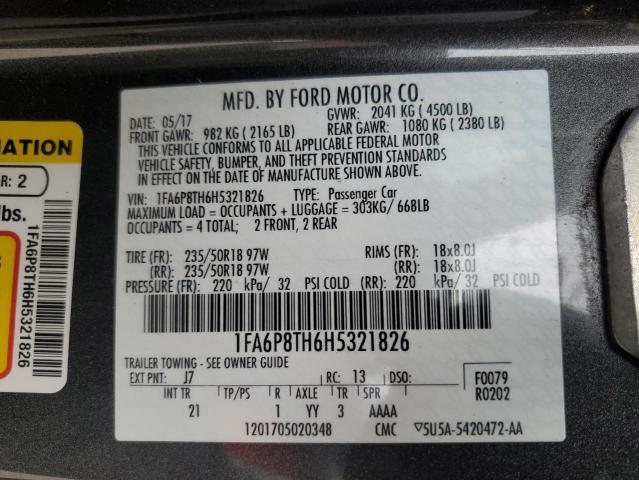 MFD. BY FORD MOTOR CO.
DATE: 05/17 GVWR: 2041 KG ( 4500 LB)
FRONT GAWR: 982 KG ( 2165 LB) REAR GAWR: 1080 KG ( 2380 LB)
THIS VEHICLE CONFORMS TO ALL APPLICABLE FEDERAL MOTOR
VEHICLE SAFETY, BUMPER, AND THEFT PREVENTION STANDARDS
IN EFFECT ON THE DATE OF MANUFACTURE SHOWN ABOVE.
VIN: 1FA6P8TH6H5321826 TYPE: Passenger Car
MAXIMUM LOAD = OCCUPANTS + LUGGAGE = 303KG/ 668LB
OCCUPANTS = 4 TOTAL; 2 FRONT, 2 REAR
TIRE (FR): 235/50R18 97W RIMS (FR): 18x8.0J
(RR): 235/50R18 97W (RR): 18x8.0J
PRESSURE (FR): 220 kPa/ 32 PSI COLD (RR): 220 kPa/ 32 PSI COLD
1FA6P8TH6H5321826
TRAILER TOWING - SEE OWNER GUIDE
EXT PNT: J7 RC: 13 DSO: F0079
R0202
INT TR TP/PS R AXLE TR SPR
21 1 YY 3 AAAA
1201705020348 CMC 5U5A-5420472-AA
MATION
R: 2
lbs.
1FA6P8TH6H5321826